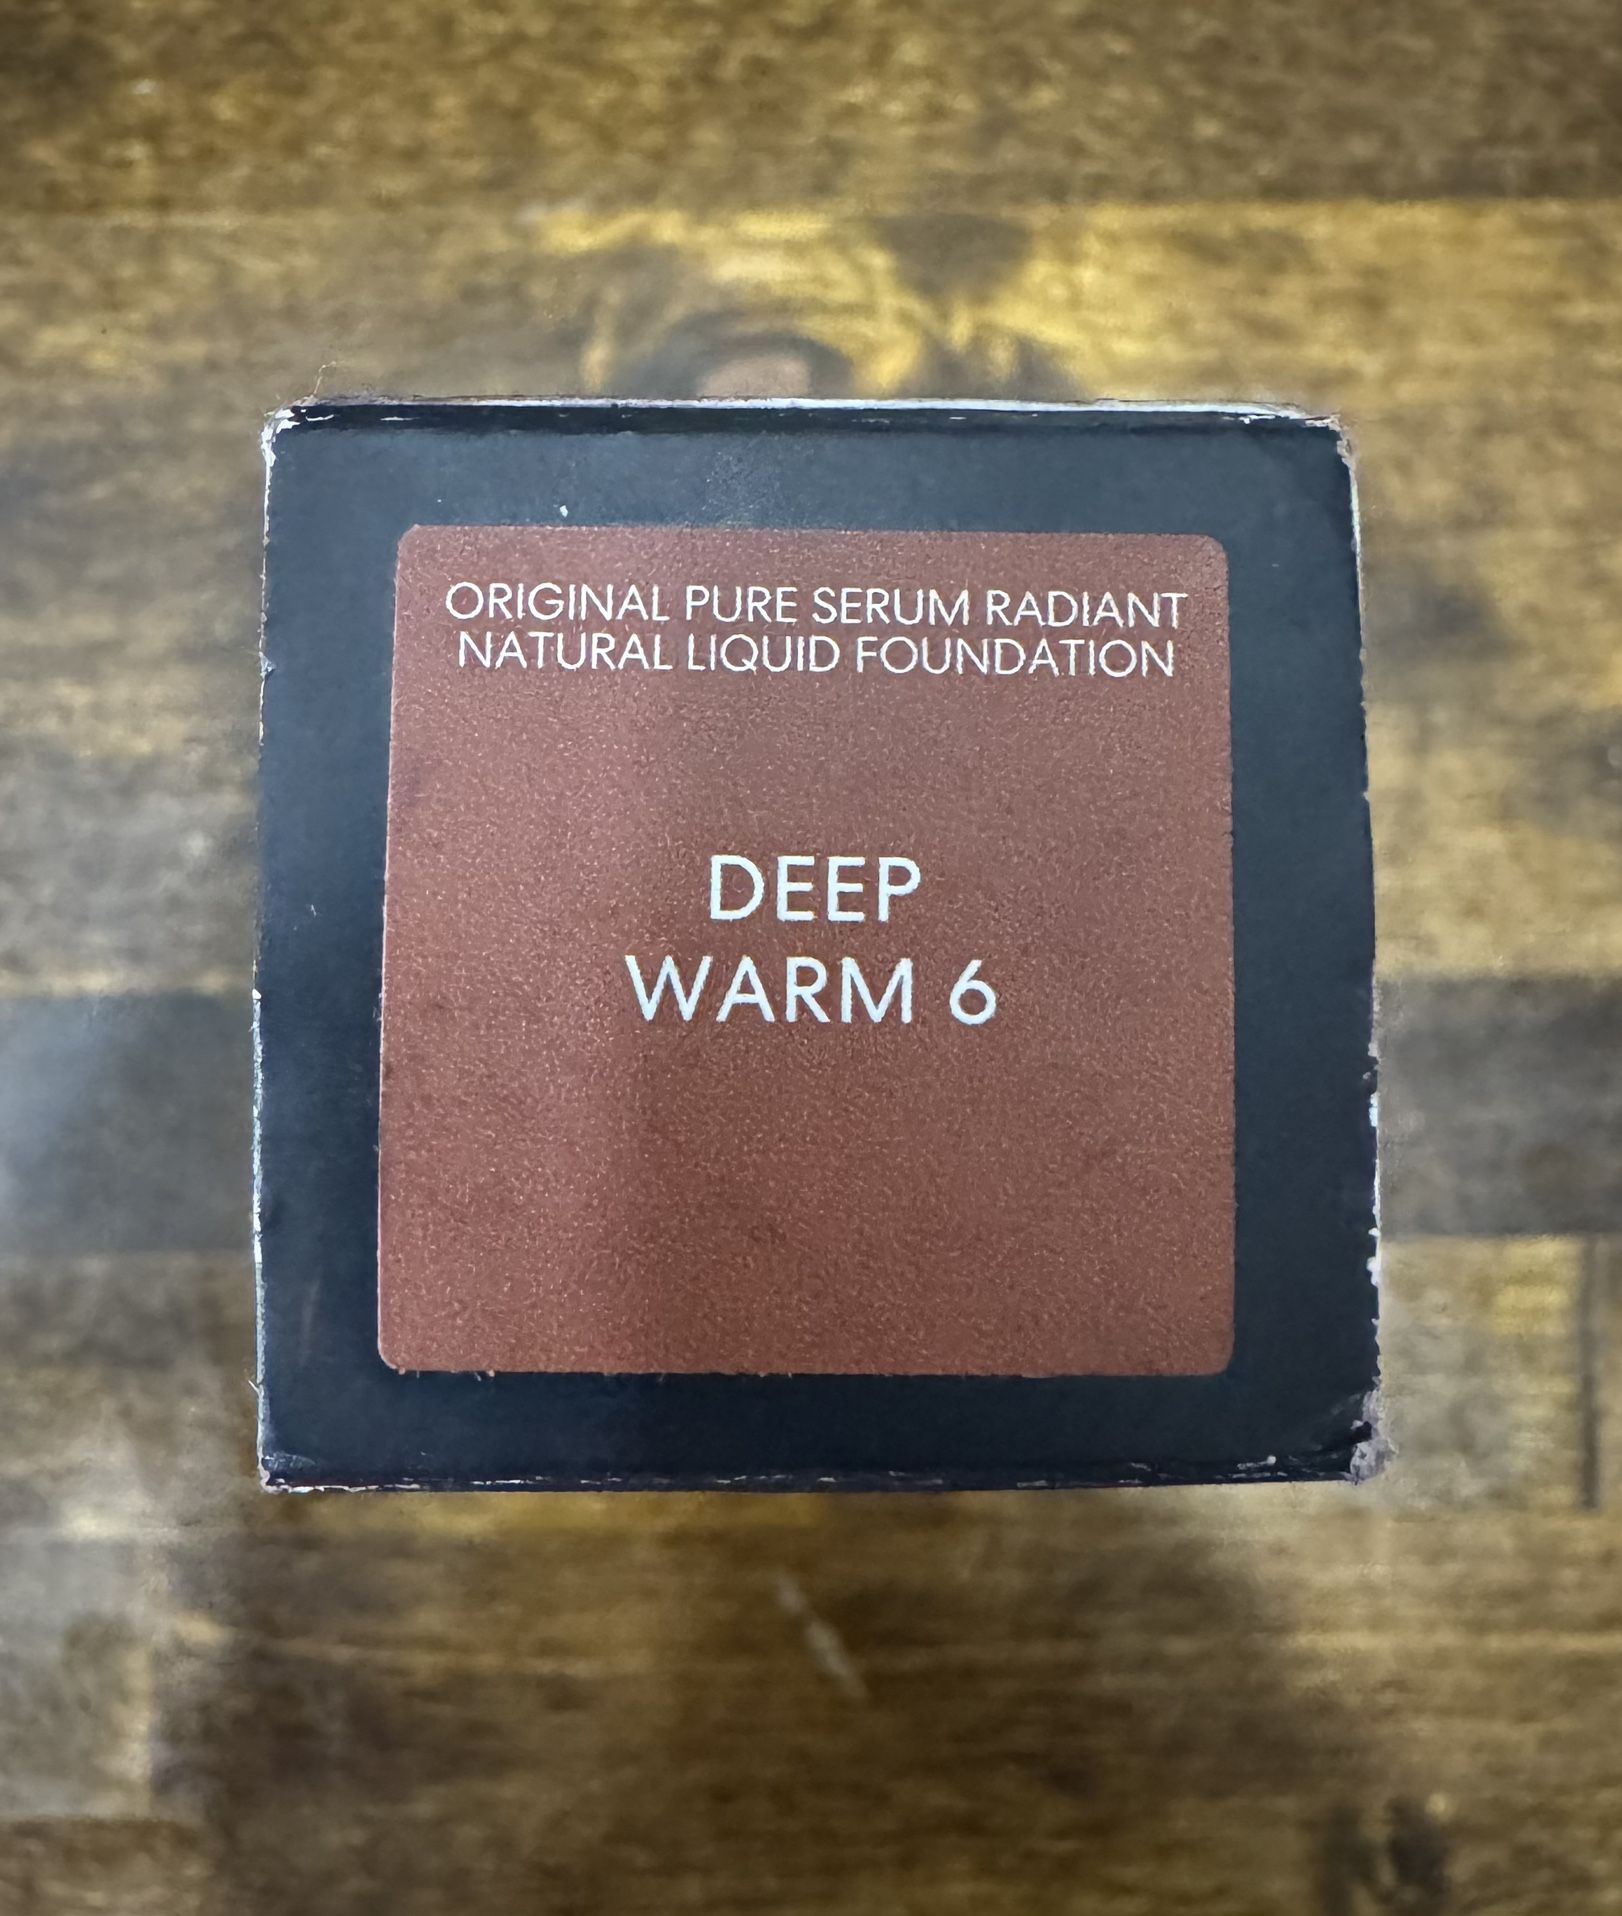 ORIGINAL PURE SERUM RADIANT
NATURAL LIQUID FOUNDATION
DEEP
WARM 6